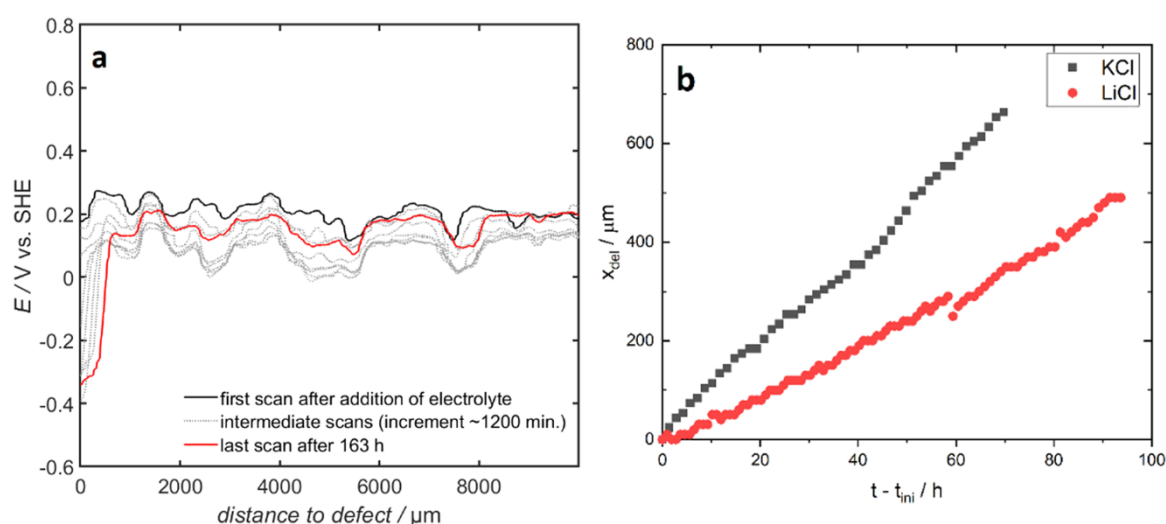 a
0.8
0.6
0.4
0.2
0
-0.2
-0.4
-0.6
E / V vs. SHE
first scan after addition of electrolyte
intermediate scans (increment ~1200 min.)
last scan after 163 h
0 2000 4000 6000 8000
distance to defect / µm
b
KCl
LiCl
800
600
400
200
0
x_del / µm
0 20 40 60 80 100
t - t_ini / h